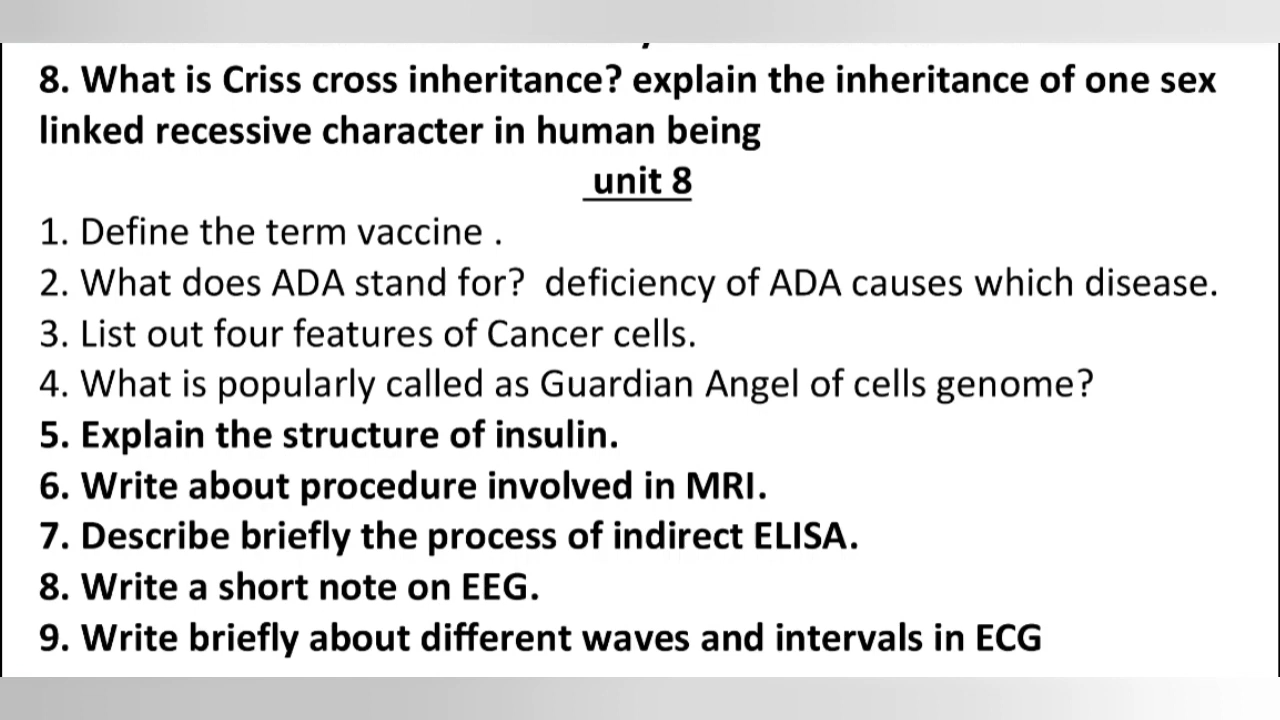 8. What is Criss cross inheritance? explain the inheritance of one sex
linked recessive character in human being
unit 8
1. Define the term vaccine .
2. What does ADA stand for? deficiency of ADA causes which disease.
3. List out four features of Cancer cells.
4. What is popularly called as Guardian Angel of cells genome?
5. Explain the structure of insulin.
6. Write about procedure involved in MRI.
7. Describe briefly the process of indirect ELISA.
8. Write a short note on EEG.
9. Write briefly about different waves and intervals in ECG